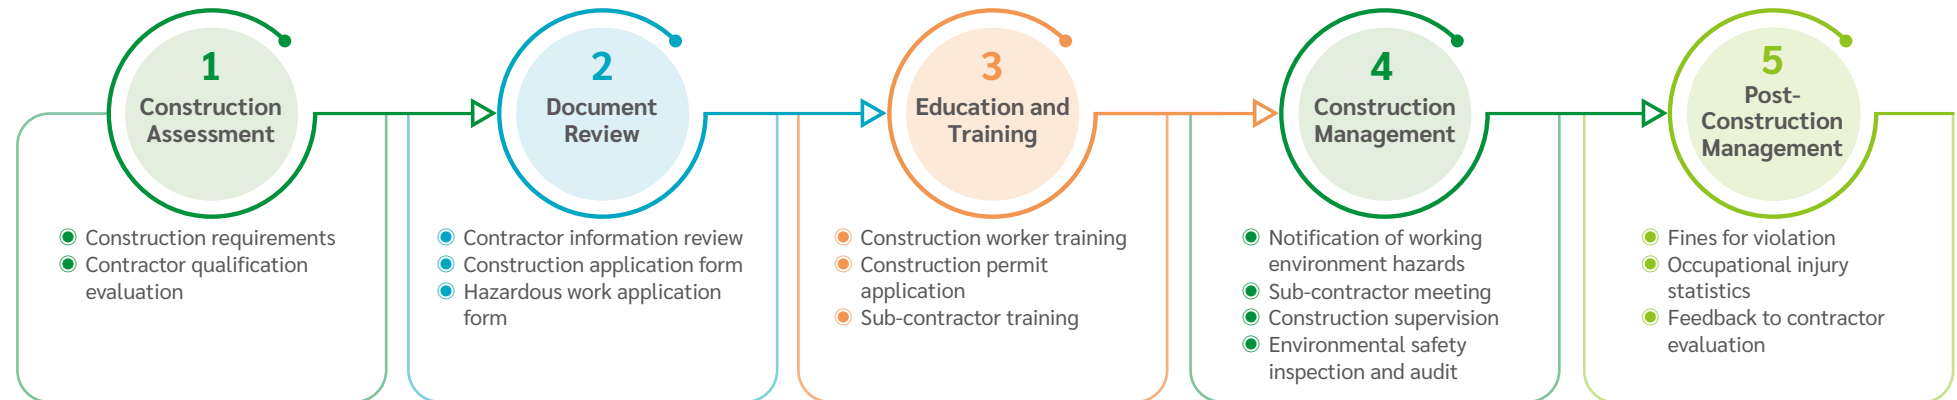 1
Construction
Assessment
Construction requirements
Contractor qualification
evaluation
2
Document
Review
Contractor information review
Construction application form
Hazardous work application
form
3
Education and
Training
Construction worker training
Construction permit
application
Sub-contractor training
4
Construction
Management
Notification of working
environment hazards
Sub-contractor meeting
Construction supervision
Environmental safety
inspection and audit
5
Post-
Construction
Management
Fines for violation
Occupational injury
statistics
Feedback to contractor
evaluation